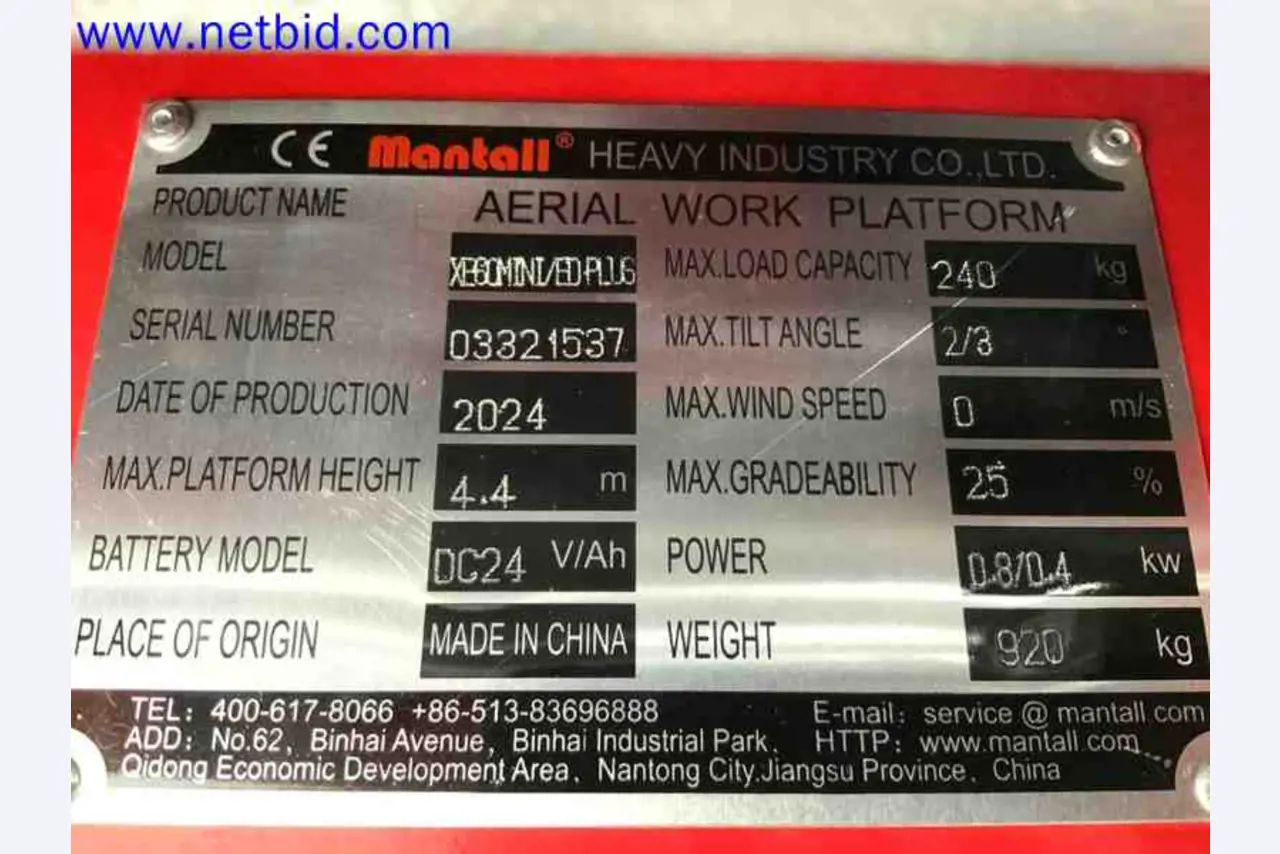 www.netbid.com
CE Mantall® HEAVY INDUSTRY CO.,LTD.
PRODUCT NAME AERIAL WORK PLATFORM
MODEL XE60MINI/ED-PLUS MAX.LOAD CAPACITY 240 kg
SERIAL NUMBER 03321537 MAX.TILT ANGLE 2/3 °
DATE OF PRODUCTION 2024 MAX.WIND SPEED 0 m/s
MAX.PLATFORM HEIGHT 4.4 m MAX.GRADEABILITY 25 %
BATTERY MODEL DC24 V/Ah POWER 0.8/0.4 kw
PLACE OF ORIGIN MADE IN CHINA WEIGHT 920 kg
TEL: 400-617-8066 +86-513-83696888 E-mail: service @ mantall.com
ADD: No.62, Binhai Avenue, Binhai Industrial Park, HTTP: www.mantall.com
Qidong Economic Development Area, Nantong City,Jiangsu Province, China